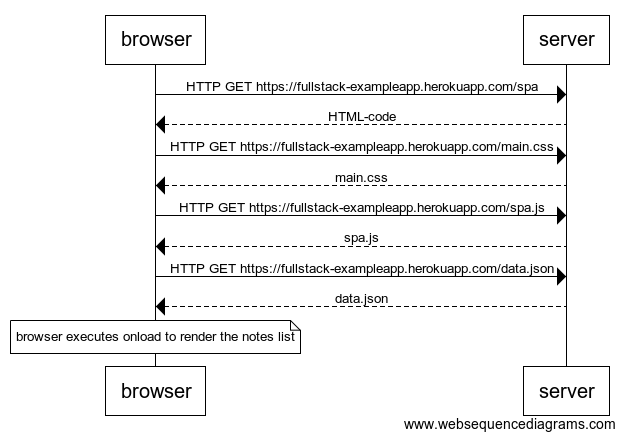 browser
server
HTTP GET https://fullstack-exampleapp.herokuapp.com/spa
HTML-code
HTTP GET https://fullstack-exampleapp.herokuapp.com/main.css
main.css
HTTP GET https://fullstack-exampleapp.herokuapp.com/spa.js
spa.js
HTTP GET https://fullstack-exampleapp.herokuapp.com/data.json
data.json
browser executes onload to render the notes list
browser
server
www.websequencediagrams.com